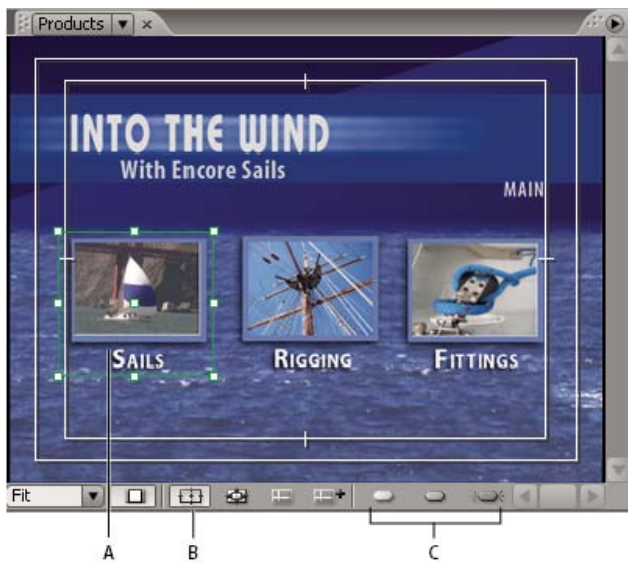 Products
INTO THE WIND
With Encore Sails
MAIN
SAILS
RIGGING
FITTINGS
Fit
A
B
C